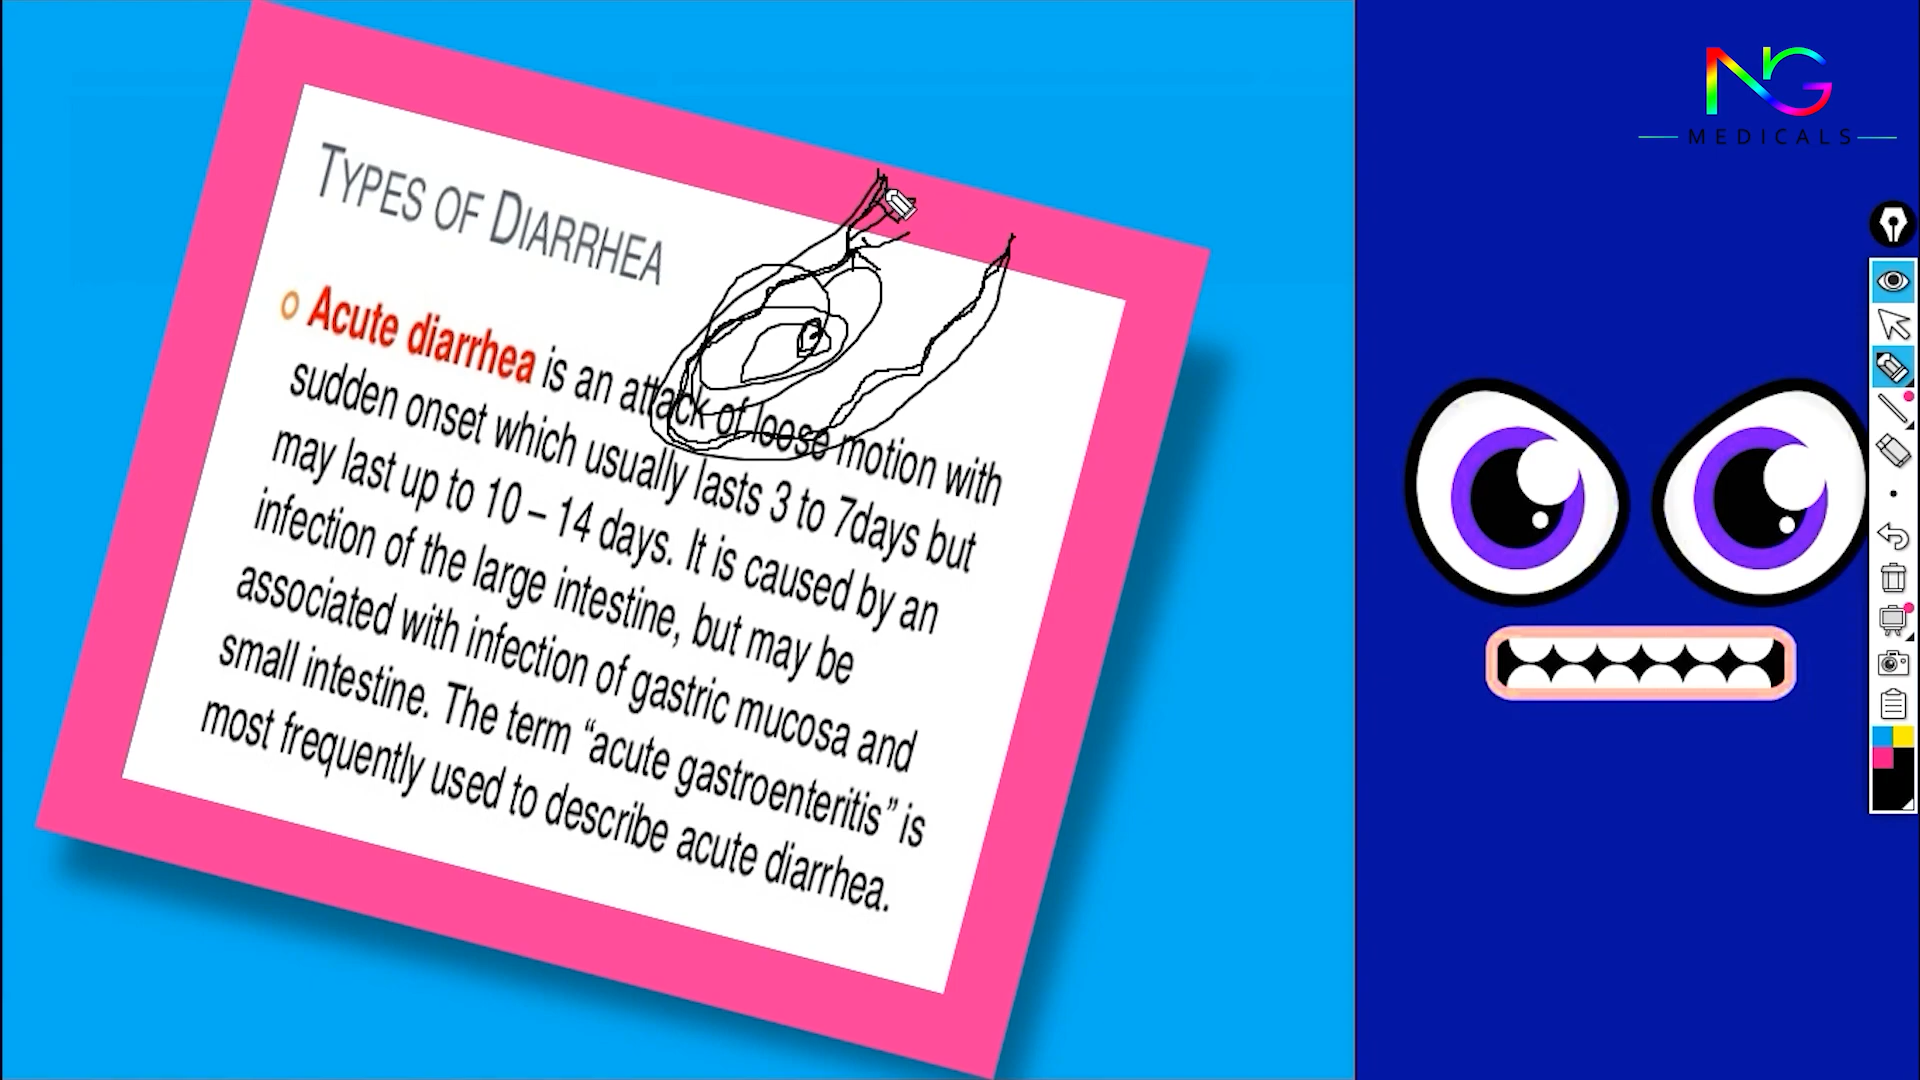 NG
MEDICALS
TYPES OF DIARRHEA
Acute diarrhea is an attack of loose motion with
sudden onset which usually lasts 3 to 7days but
may last up to 10 – 14 days. It is caused by an
infection of the large intestine, but may be
associated with infection of gastric mucosa and
small intestine. The term “acute gastroenteritis” is
most frequently used to describe acute diarrhea.